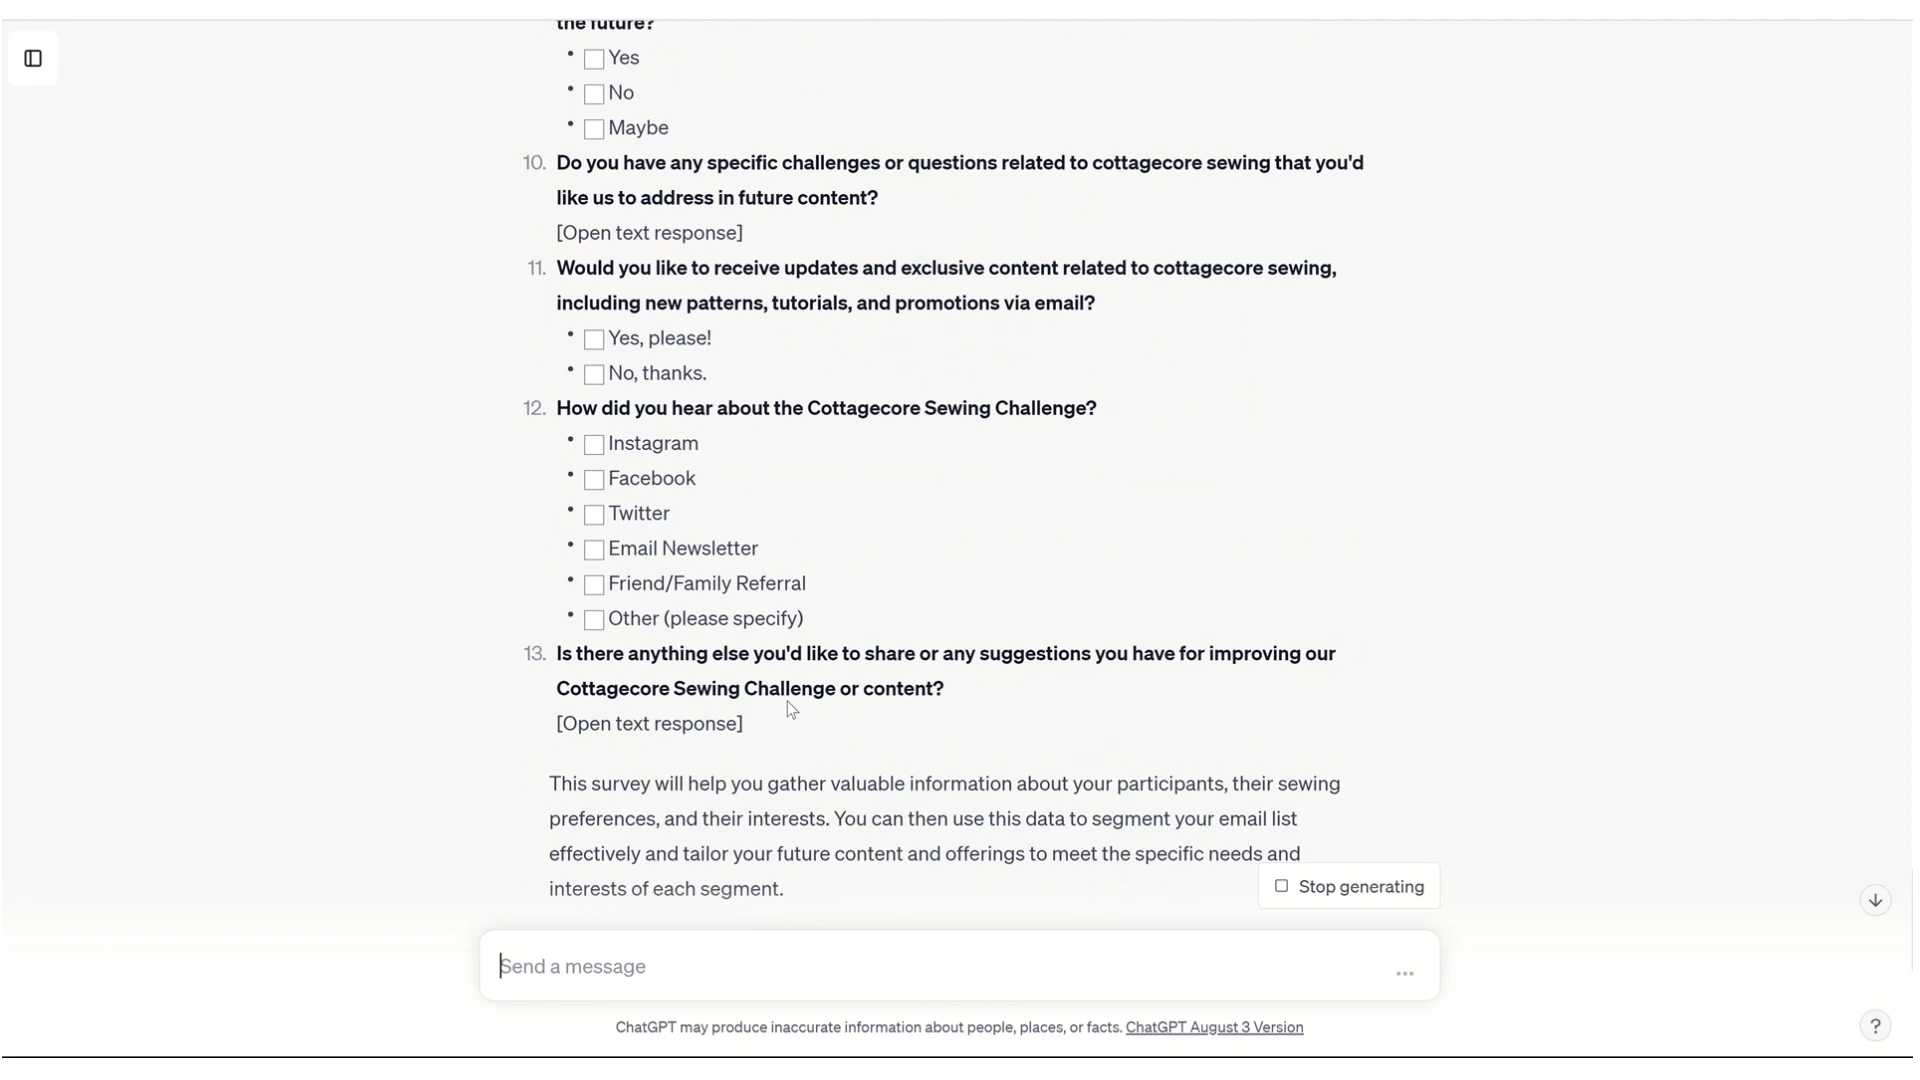 the future?
• Yes
• No
• Maybe
10. Do you have any specific challenges or questions related to cottagecore sewing that you'd
like us to address in future content?
[Open text response]
11. Would you like to receive updates and exclusive content related to cottagecore sewing,
including new patterns, tutorials, and promotions via email?
• Yes, please!
• No, thanks.
12. How did you hear about the Cottagecore Sewing Challenge?
• Instagram
• Facebook
• Twitter
• Email Newsletter
• Friend/Family Referral
• Other (please specify)
13. Is there anything else you'd like to share or any suggestions you have for improving our
Cottagecore Sewing Challenge or content?
[Open text response]
This survey will help you gather valuable information about your participants, their sewing
preferences, and their interests. You can then use this data to segment your email list
effectively and tailor your future content and offerings to meet the specific needs and
interests of each segment.
Stop generating
Send a message
...
ChatGPT may produce inaccurate information about people, places, or facts. ChatGPT August 3 Version
?